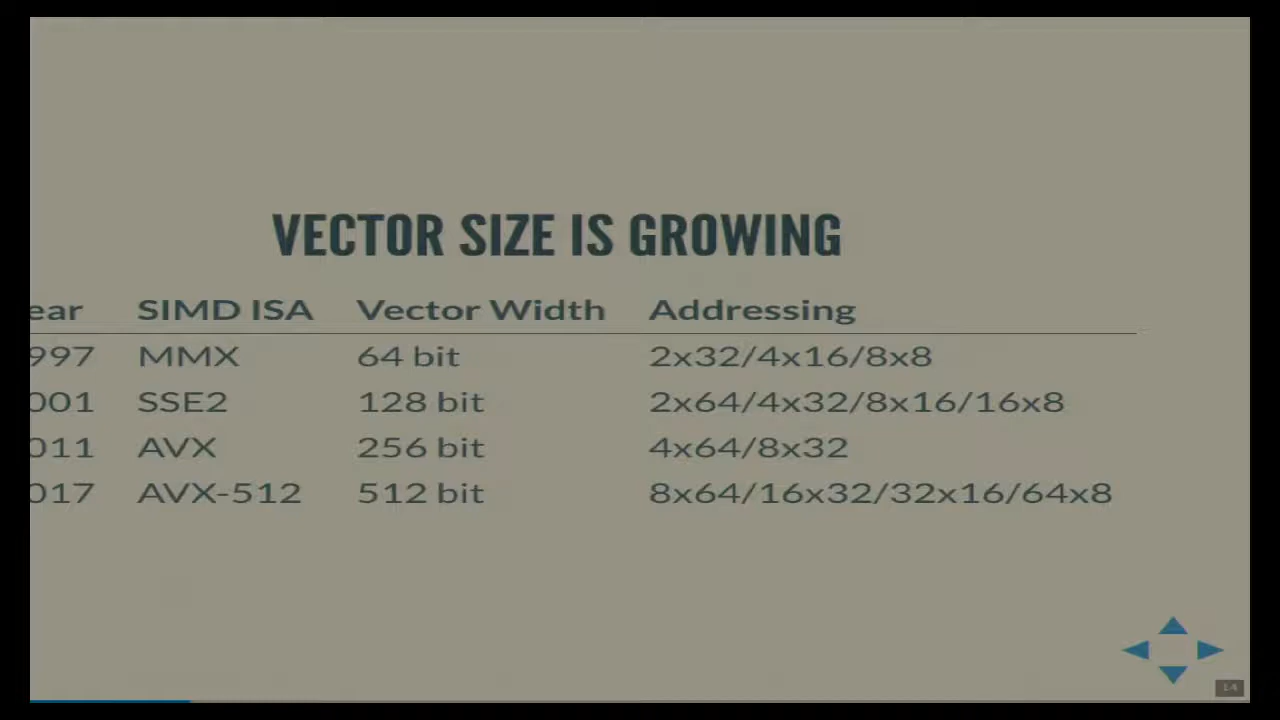 VECTOR SIZE IS GROWING
ear SIMD ISA Vector Width Addressing
997 MMX 64 bit 2x32/4x16/8x8
001 SSE2 128 bit 2x64/4x32/8x16/16x8
011 AVX 256 bit 4x64/8x32
017 AVX-512 512 bit 8x64/16x32/32x16/64x8